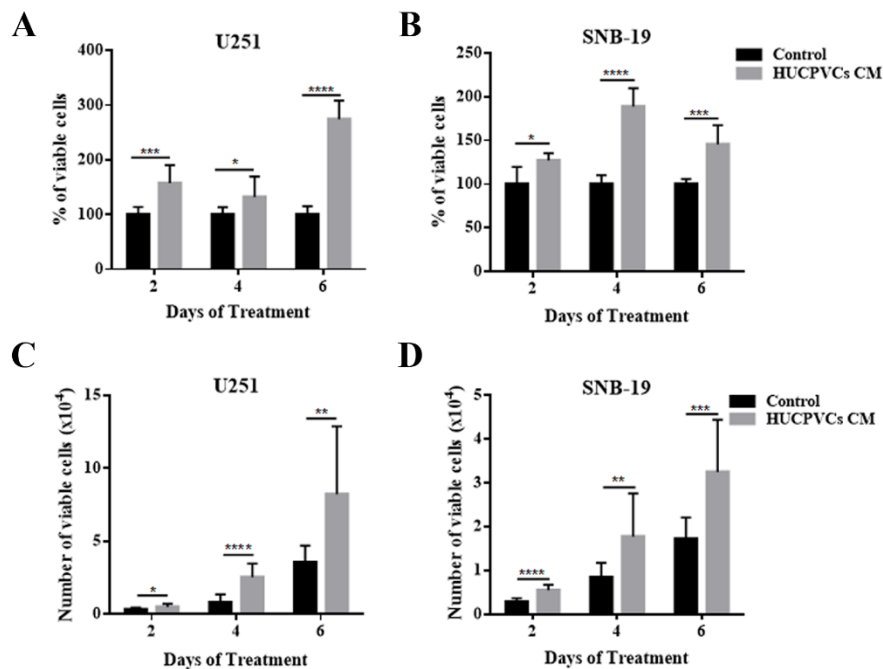 A
U251
% of viable cells
400
300
200
100
0
***
*
****
2 4 6
Days of Treatment
B
SNB-19
% of viable cells
250
200
150
100
50
0
*
****
***
2 4 6
Days of Treatment
Control
HUCPVCs CM
C
U251
Number of viable cells (x10⁴)
15
10
5
0
*
****
**
2 4 6
Days of Treatment
D
SNB-19
Number of viable cells (x10⁴)
5
4
3
2
1
0
****
**
***
2 4 6
Days of Treatment
Control
HUCPVCs CM